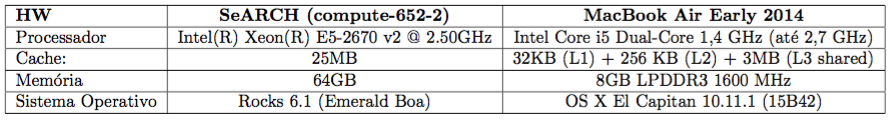 HW SeARCH (compute-652-2) MacBook Air Early 2014
Processador Intel(R) Xeon(R) E5-2670 v2 @ 2.50GHz Intel Core i5 Dual-Core 1,4 GHz (até 2,7 GHz)
Cache: 25MB 32KB (L1) + 256 KB (L2) + 3MB (L3 shared)
Memória 64GB 8GB LPDDR3 1600 MHz
Sistema Operativo Rocks 6.1 (Emerald Boa) OS X El Capitan 10.11.1 (15B42)